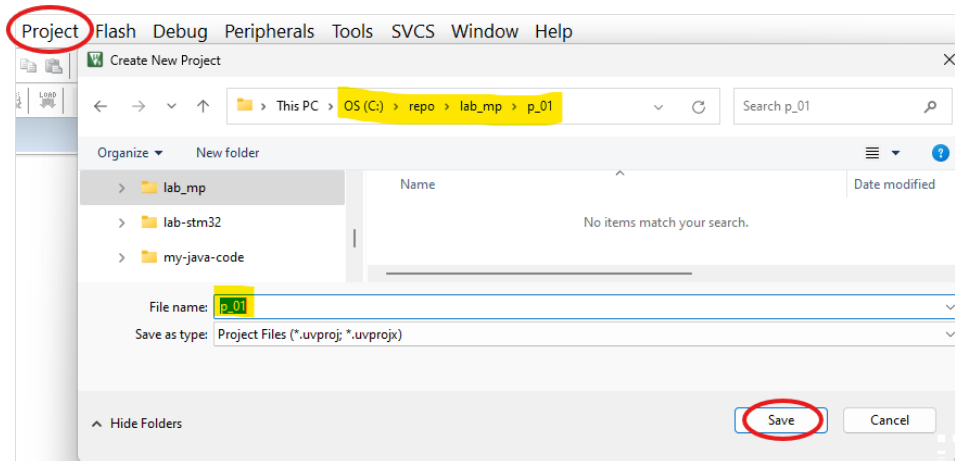 Project Flash Debug Peripherals Tools SVCS Window Help
Create New Project
This PC > OS (C:) > repo > lab_mp > p_01
Search p_01
Organize New folder
Name Date modified
lab_mp
lab-stm32
my-java-code
No items match your search.
File name: p_01
Save as type: Project Files (*.uvproj; *.uvprojx)
Hide Folders
Save Cancel